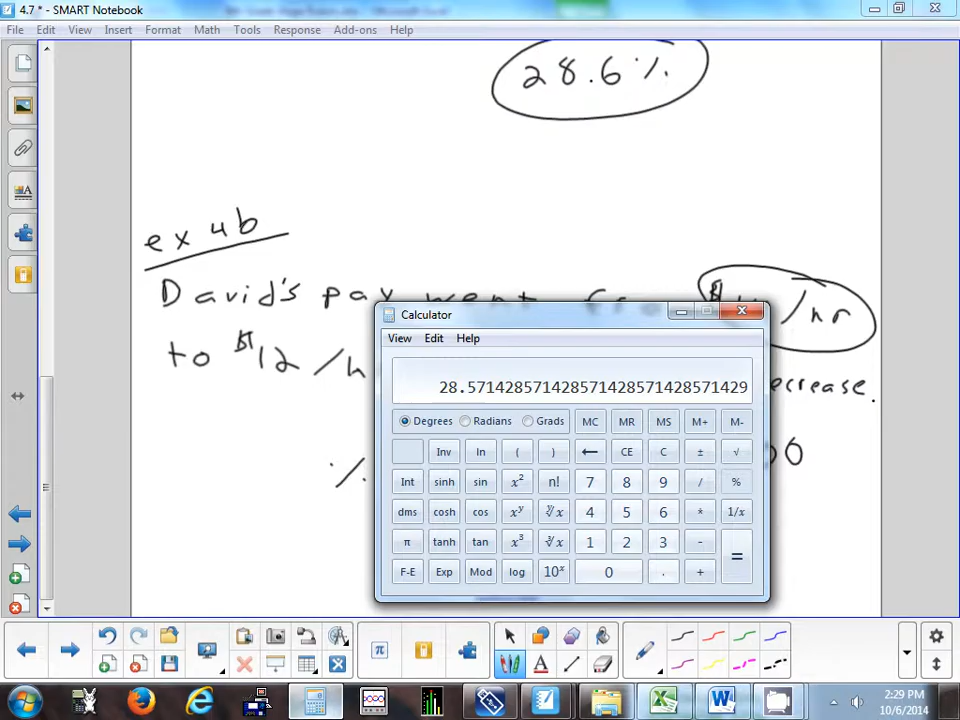 4.7 * - SMART Notebook
File Edit View Insert Format Math Tools Response Add-ons Help
28.6%
ex 4b
David's pay went fro /hr
to $12 /h
ecrease.
%
Calculator
View Edit Help
28.571428571428571428571428571429
Degrees Radians Grads MC MR MS M+ M-
Inv ln ( ) ← CE C ± √
Int sinh sin x² n! 7 8 9 / %
dms cosh cos xʸ ʸ√x 4 5 6 * 1/x
π tanh tan x³ ³√x 1 2 3 - =
F-E Exp Mod log 10ˣ 0 . +
π
A
2:29 PM
10/6/2014